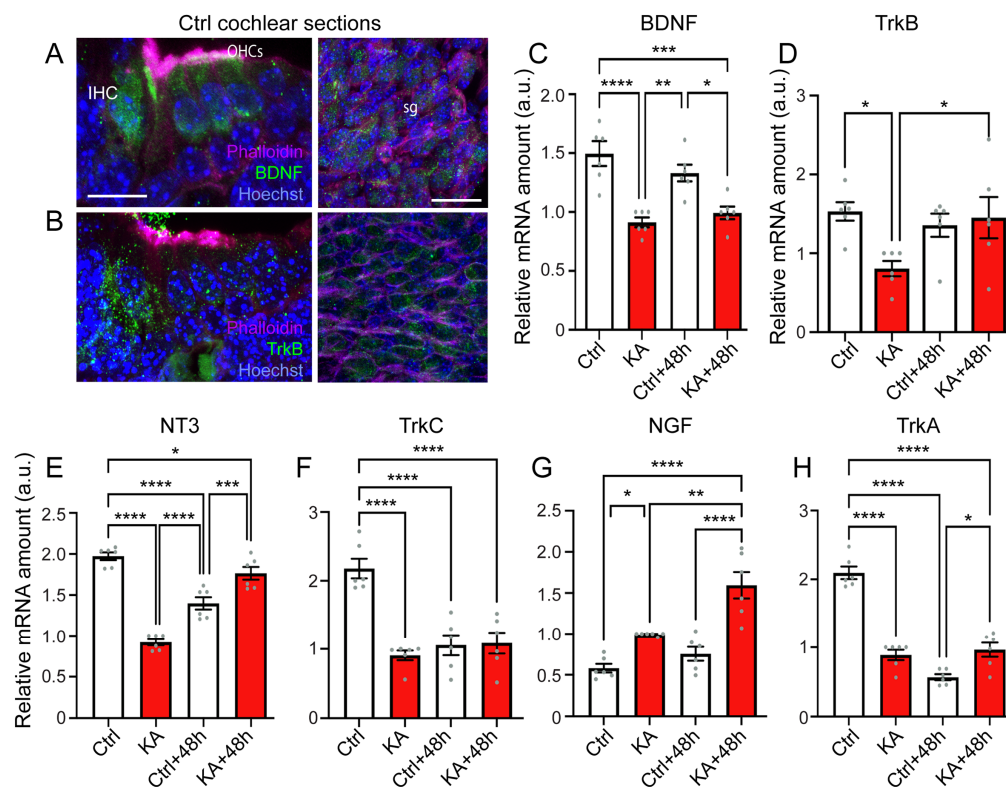 Ctrl cochlear sections
A
OHCs
IHC
Phalloidin
BDNF
Hoechst
sg
B
Phalloidin
TrkB
Hoechst
BDNF
C
Relative mRNA amount (a.u.)
2.0
1.5
1.0
0.5
0
***
**** ** *
Ctrl KA Ctrl+48h KA+48h
TrkB
D
Relative mRNA amount (a.u.)
3
2
1
0
* *
Ctrl KA Ctrl+48h KA+48h
NT3
E
Relative mRNA amount (a.u.)
2.5
2.0
1.5
1.0
0.5
0
*
**** ***
**** ****
Ctrl KA Ctrl+48h KA+48h
TrkC
F
3
2
1
0
****
****
****
Ctrl KA Ctrl+48h KA+48h
NGF
G
2.5
2.0
1.5
1.0
0.5
0
****
* **
****
Ctrl KA Ctrl+48h KA+48h
TrkA
H
3
2
1
0
****
****
**** *
Ctrl KA Ctrl+48h KA+48h